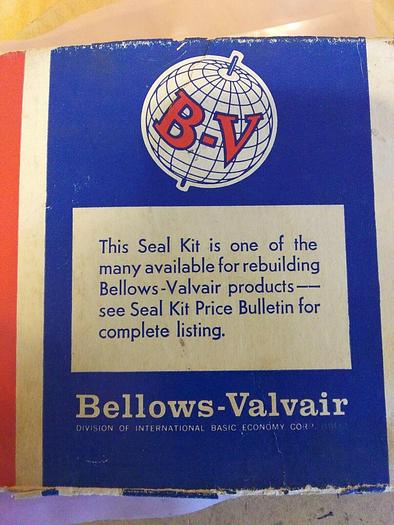 B-V
This Seal Kit is one of the
many available for rebuilding
Bellows-Valvair products——
see Seal Kit Price Bulletin for
complete listing.
Bellows-Valvair
DIVISION OF INTERNATIONAL BASIC ECONOMY CORP.